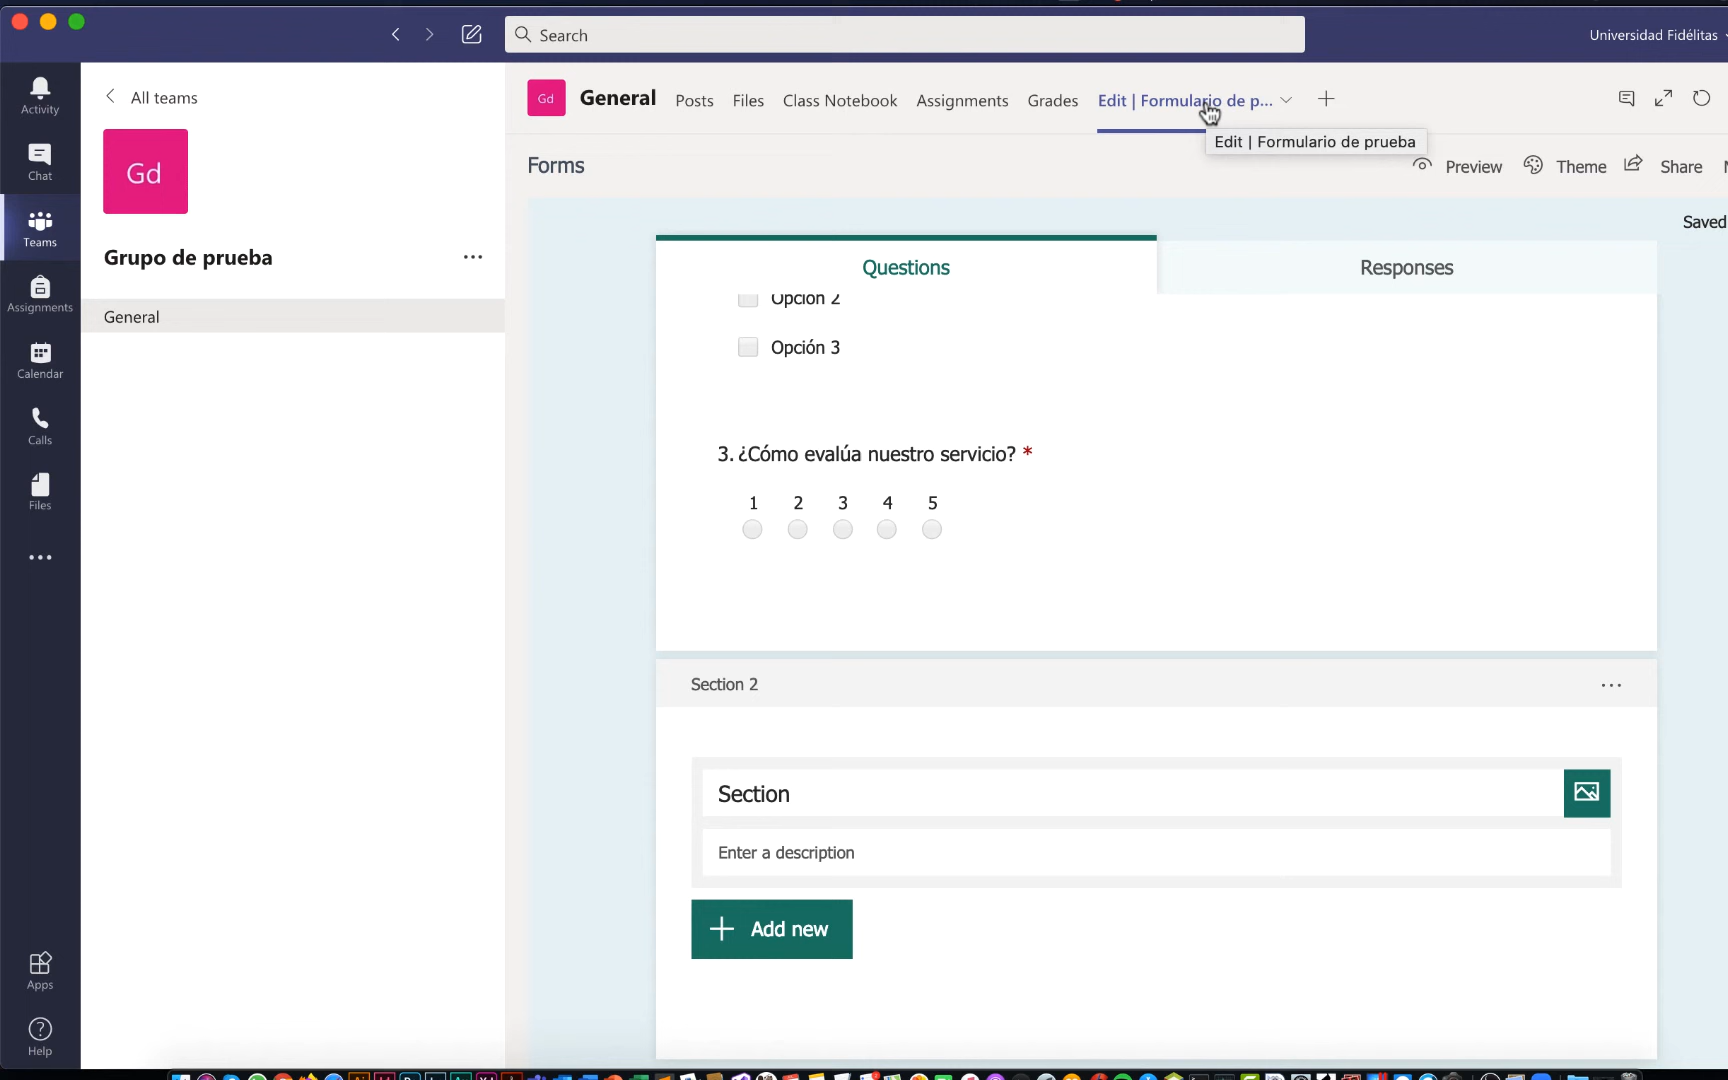 Search
Universidad Fidélitas
Activity
Chat
Teams
Assignments
Calendar
Calls
Files
Apps
Help
All teams
Gd
Grupo de prueba
General
Gd
General
Posts
Files
Class Notebook
Assignments
Grades
Edit | Formulario de p...
Edit | Formulario de prueba
Forms
Preview
Theme
Share
Saved
Questions
Responses
Opción 2
Opción 3
3. ¿Cómo evalúa nuestro servicio? *
1 2 3 4 5
Section 2
Section
Enter a description
Add new